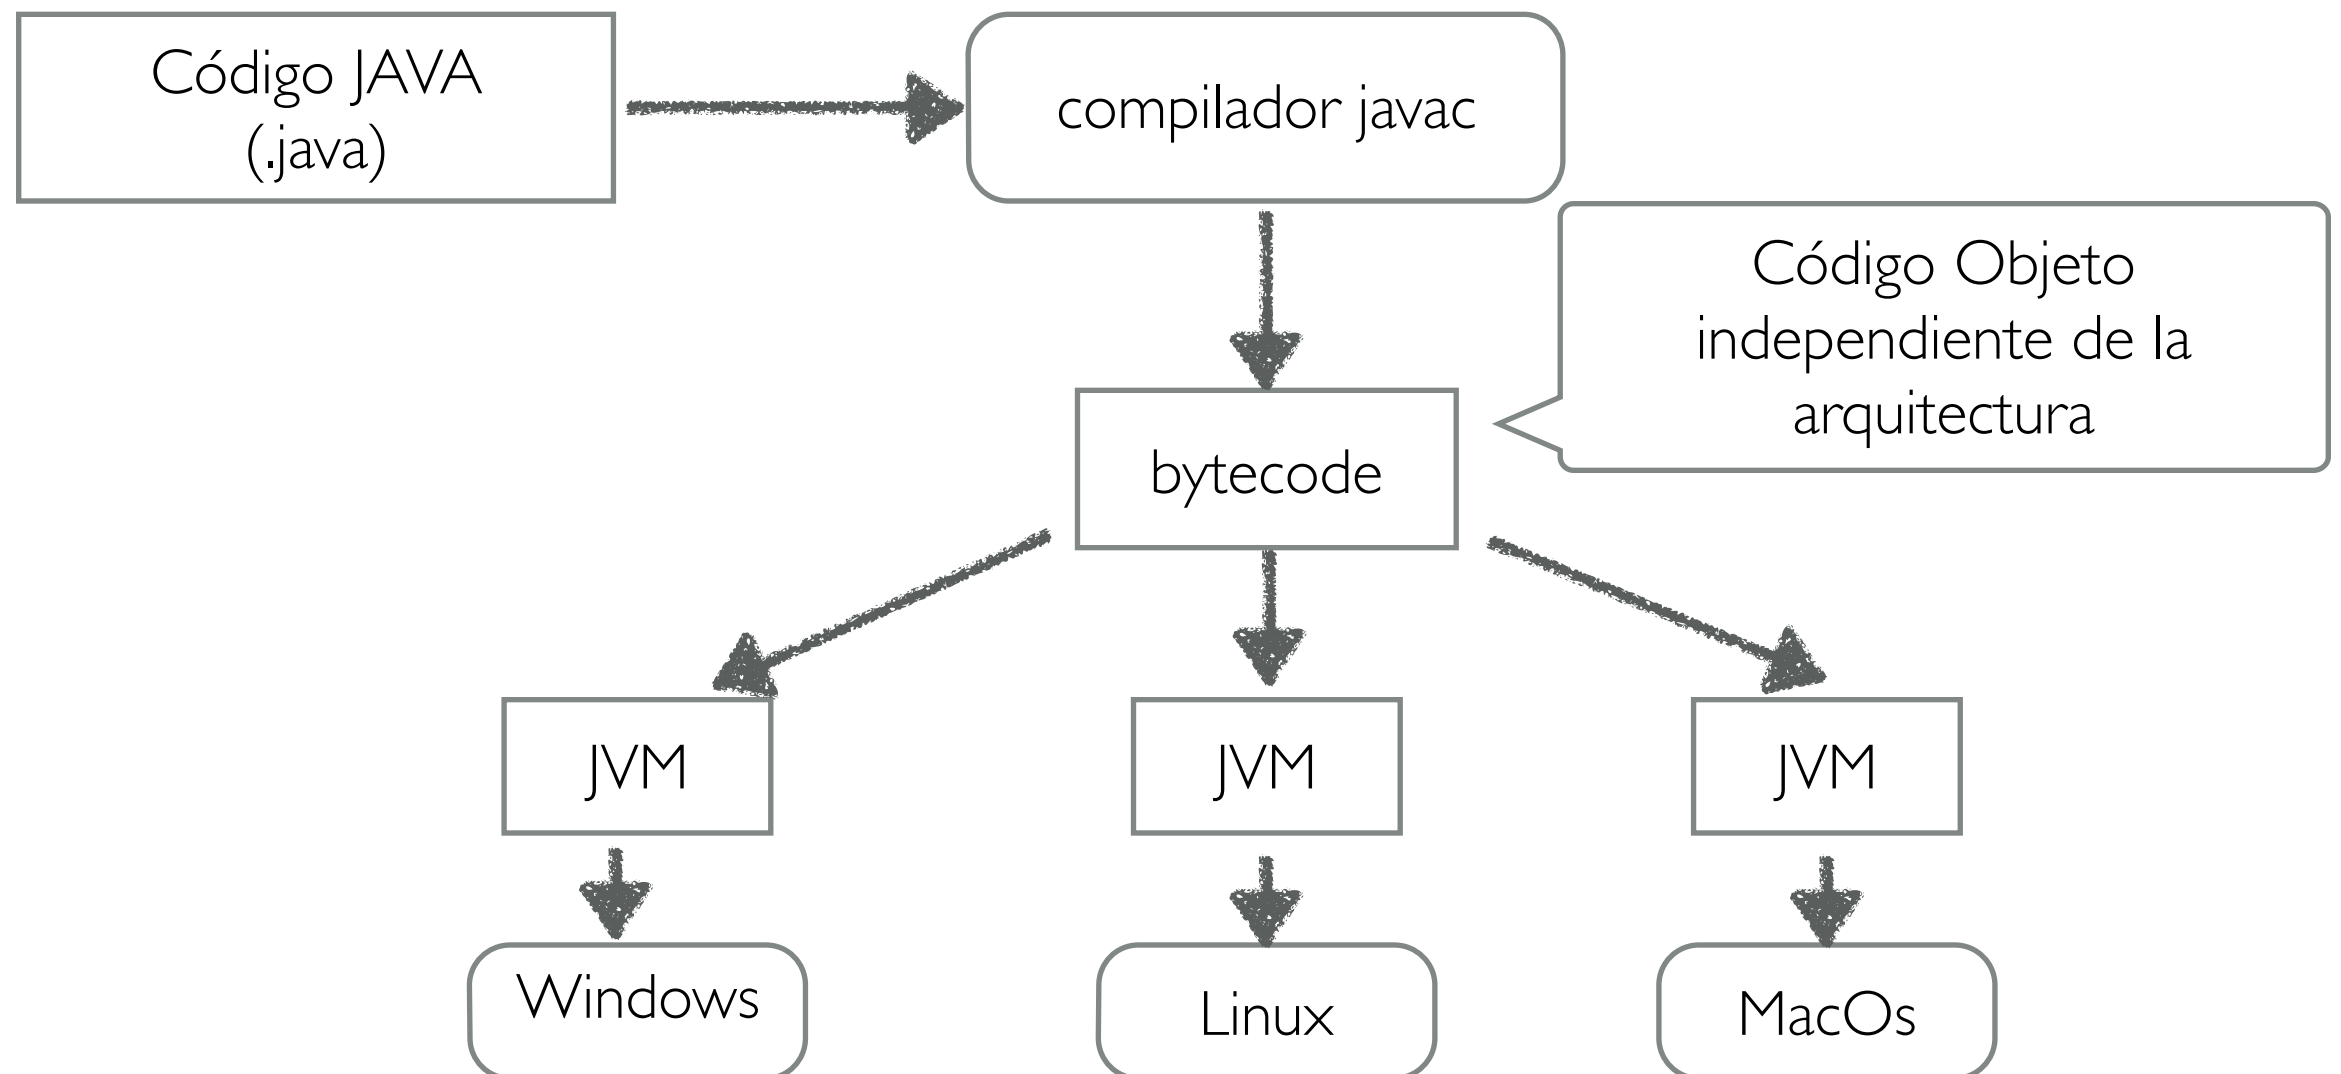 Código JAVA
(.java)
compilador javac
Código Objeto
independiente de la
arquitectura
bytecode
JVM
JVM
JVM
Windows
Linux
MacOs